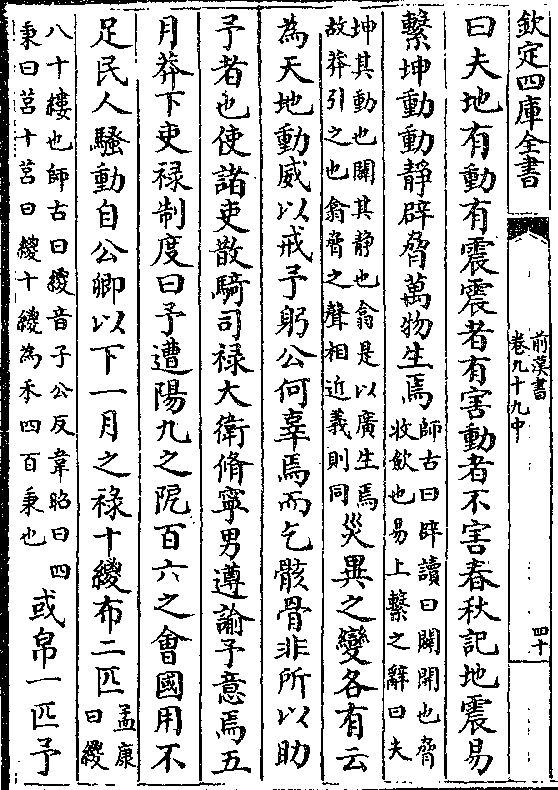 欽定四庫全書
前漢書
卷九十九中
四十
曰夫地有動有震震者有害動者不害春秋記地震易
繫坤動動靜辟脅萬物生焉師古曰辟讀曰闢闢開也脅
收斂也易上繫之辭曰夫
坤其動也闢其靜也翕是以廣生焉
故莽引之也翕脅之聲相近義則同災異之變各有云
為天地動威以戒予躬公何辜焉而乞骸骨非所以助
予者也使諸吏散騎司祿大衛脩寧男遵諭予意焉五
月莽下吏祿制度曰予遭陽九之阨百六之會國用不
足民人騷動自公卿以下一月之祿十緵布二匹孟康
曰緵
八十縷也師古曰緵音子公反韋昭曰四
秉曰莒十莒曰緵十緵為禾四百秉也或帛一匹予